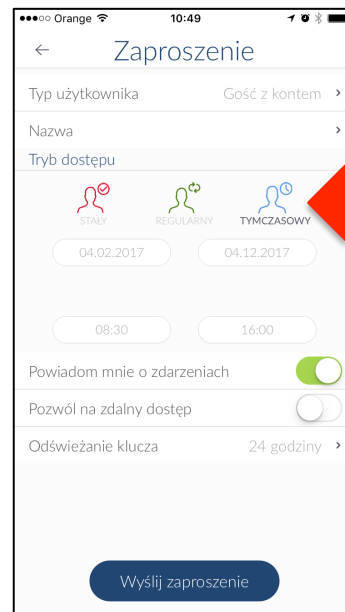 Orange 10:49
Zaproszenie
Typ użytkownika Gość z kontem
Nazwa
Tryb dostępu
STAŁY REGULARNY TYMCZASOWY
04.02.2017 04.12.2017
08:30 16:00
Powiadom mnie o zdarzeniach
Pozwól na zdalny dostęp
Odświeżanie klucza 24 godziny
Wyślij zaproszenie